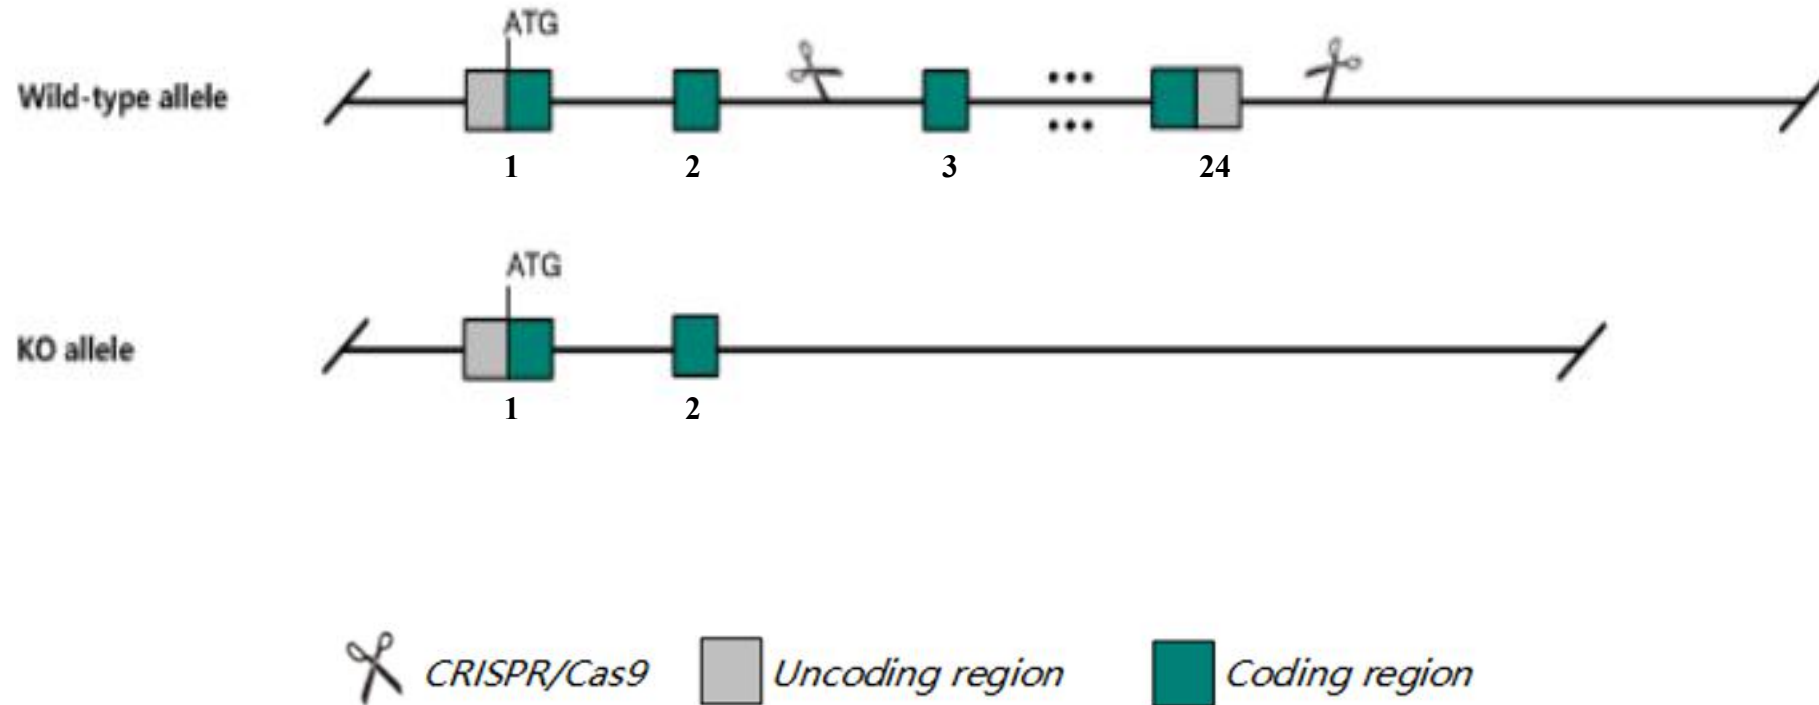 ATG
Wild-type allele
1 2 3 24
ATG
KO allele
1 2
CRISPR/Cas9 Uncoding region Coding region